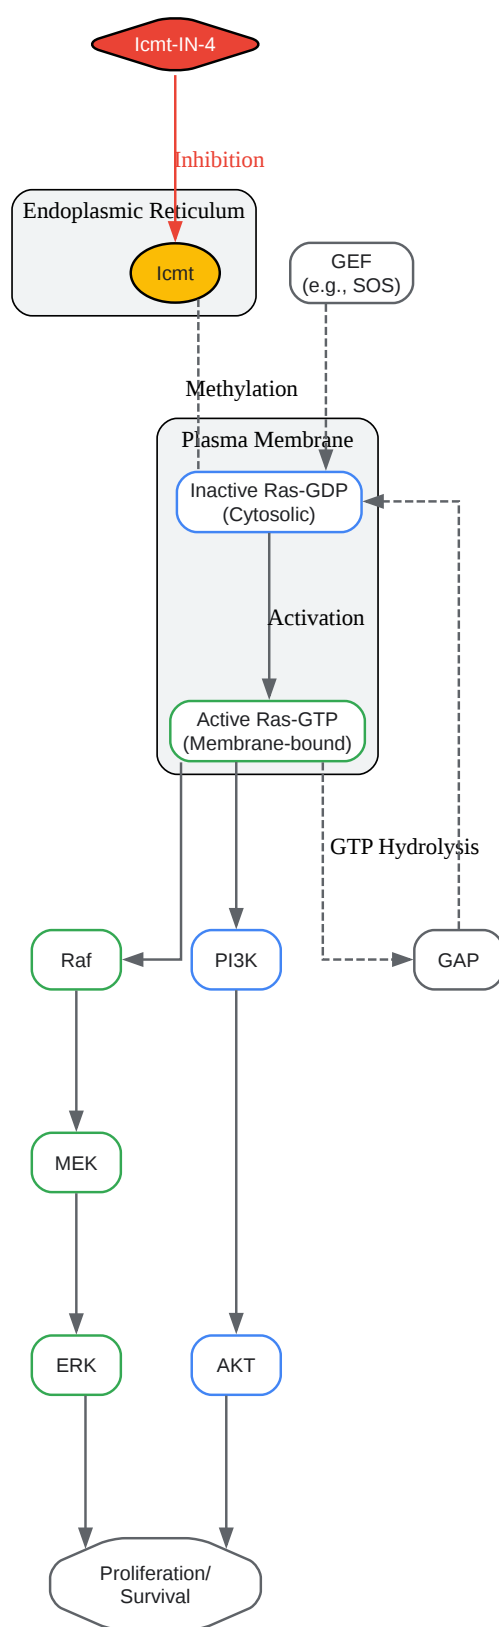 Icmt-IN-4
Inhibition
Endoplasmic Reticulum
Icmt
GEF
(e.g., SOS)
Methylation
Plasma Membrane
Inactive Ras-GDP
(Cytosolic)
Activation
Active Ras-GTP
(Membrane-bound)
GTP Hydrolysis
Raf
PI3K
GAP
MEK
ERK
AKT
Proliferation/
Survival